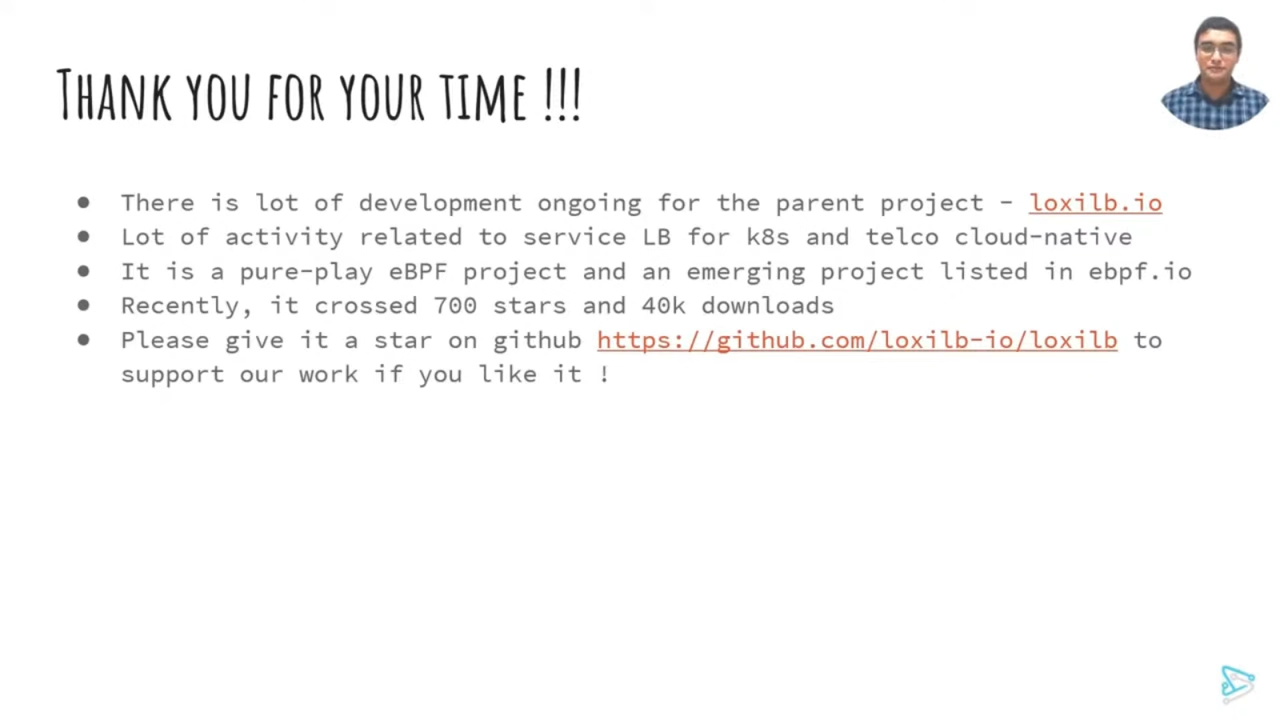 THANK YOU FOR YOUR TIME !!!
● There is lot of development ongoing for the parent project - loxilb.io
● Lot of activity related to service LB for k8s and telco cloud-native
● It is a pure-play eBPF project and an emerging project listed in ebpf.io
● Recently, it crossed 700 stars and 40k downloads
● Please give it a star on github https://github.com/loxilb-io/loxilb to
support our work if you like it !